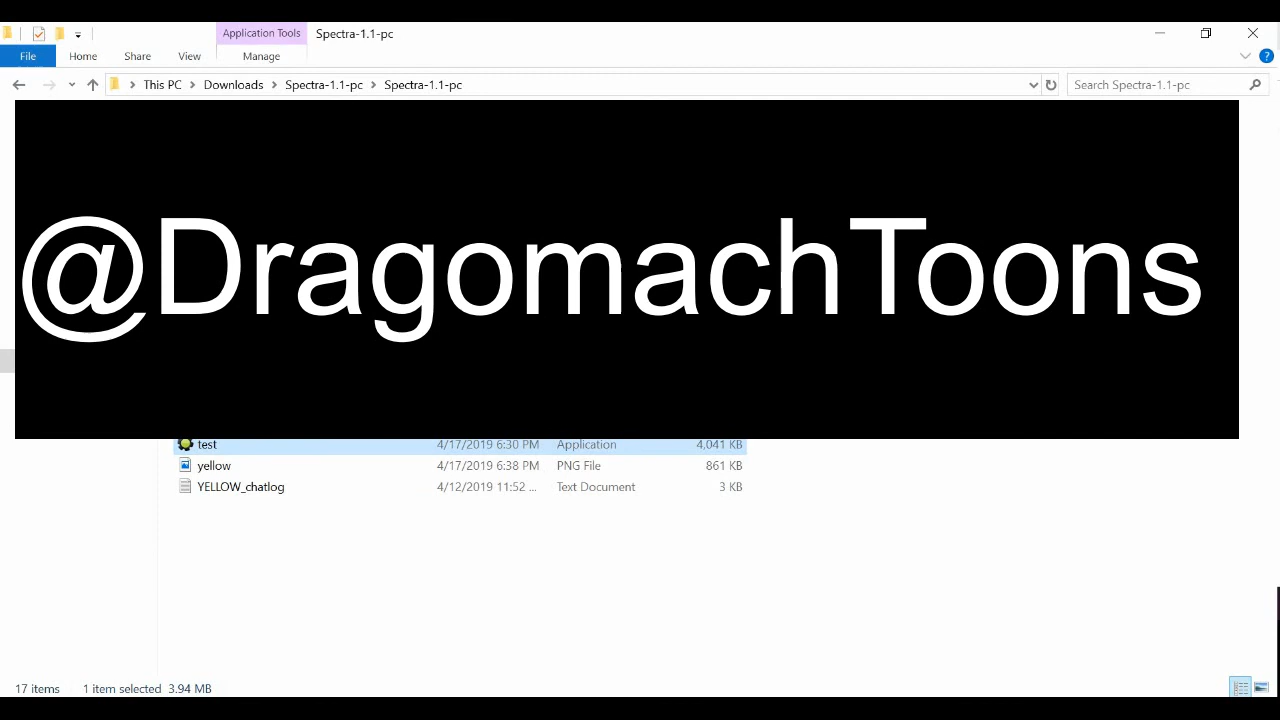 Application Tools
Spectra-1.1-pc
File
Home
Share
View
Manage
?
This PC
Downloads
Spectra-1.1-pc
Spectra-1.1-pc
Search Spectra-1.1-pc
@DragomachToons
test 4/17/2019 6:30 PM Application 4,041 KB
yellow 4/17/2019 6:38 PM PNG File 861 KB
YELLOW_chatlog 4/12/2019 11:52 ... Text Document 3 KB
17 items 1 item selected 3.94 MB